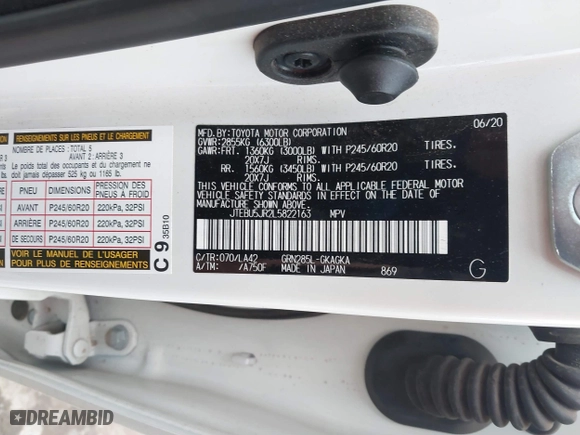 RENSEIGNEMENTS SUR LES PNEUS ET LE CHARGEMENT
NOMBRE DE PLACES : TOTAL 5
AVANT : 2 ARRIÈRE : 3
Le poids total des occupants et du chargement
ne doit jamais dépasser 525 kg ou 1165 lb.
PNEU DIMENSIONS PRESSION DES PNEUS À FROID
AVANT P245/60R20 220kPa, 32PSI
ARRIÈRE P245/60R20 220kPa, 32PSI
DE SECOURS P245/60R20 220kPa, 32PSI
VOIR LE MANUEL DE L'USAGER
POUR PLUS DE RENSEIGNEMENTS
C 9 35B10
06/20
MFD.BY:TOYOTA MOTOR CORPORATION
GVWR:2855KG (6300LB)
GAWR:FRT. 1360KG (3000LB) WITH P245/60R20 TIRES.
20X7J RIMS.
RR. 1560KG (3450LB) WITH P245/60R20 TIRES.
20X7J RIMS.
THIS VEHICLE CONFORMS TO ALL APPLICABLE FEDERAL MOTOR
VEHICLE SAFETY STANDARDS IN EFFECT ON THE DATE OF
MANUFACTURE SHOWN ABOVE.
JTEBU5JR2L5822163 MPV
C/TR:070/LA42 GRN285L-GKAGKA
A/TM: /A750F MADE IN JAPAN 869
G
DREAMBID